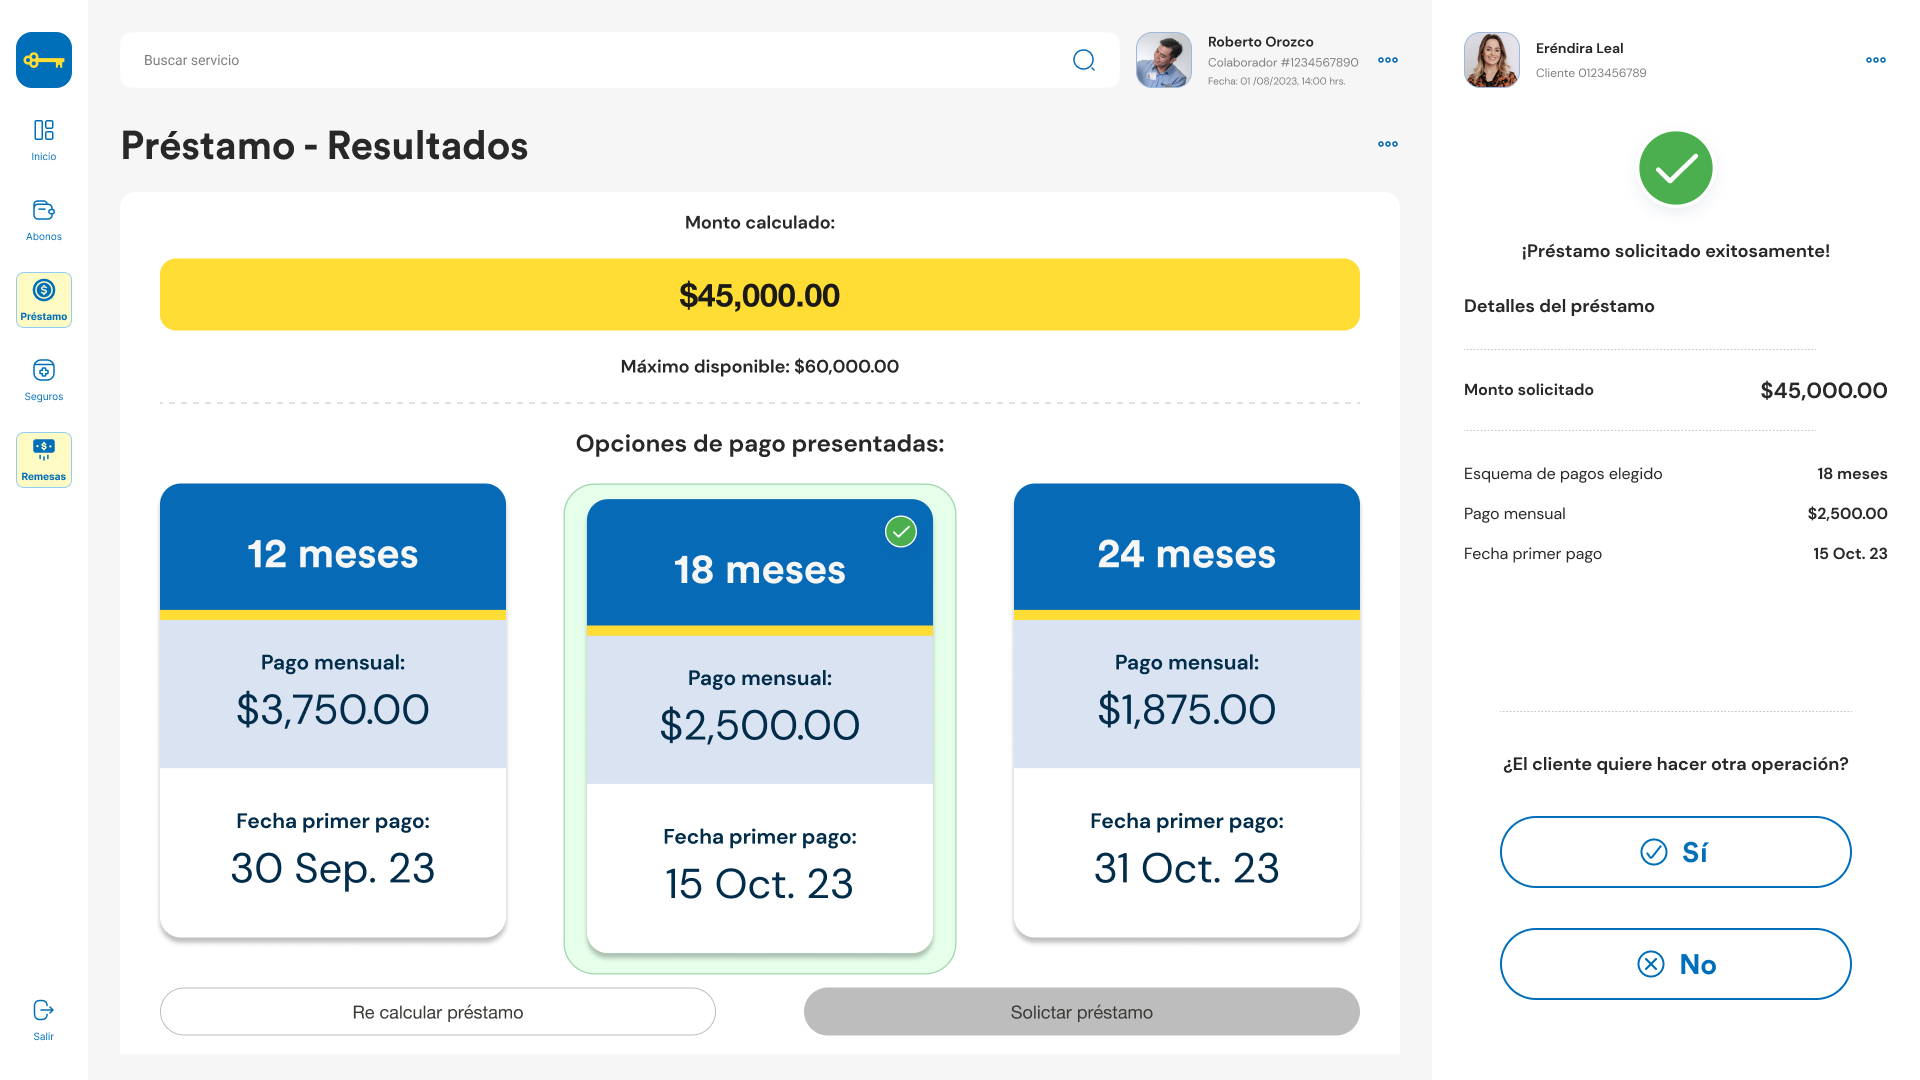 Inicio
Abonos
Préstamo
Seguros
Remesas
Salir
Buscar servicio
Roberto Orozco
Colaborador #1234567890
Fecha: 01 /08/2023, 14:00 hrs.
Préstamo - Resultados
Monto calculado:
$45,000.00
Máximo disponible: $60,000.00
Opciones de pago presentadas:
12 meses
Pago mensual:
$3,750.00
Fecha primer pago:
30 Sep. 23
18 meses
Pago mensual:
$2,500.00
Fecha primer pago:
15 Oct. 23
24 meses
Pago mensual:
$1,875.00
Fecha primer pago:
31 Oct. 23
Re calcular préstamo
Solictar préstamo
Eréndira Leal
Cliente 0123456789
¡Préstamo solicitado exitosamente!
Detalles del préstamo
Monto solicitado $45,000.00
Esquema de pagos elegido 18 meses
Pago mensual $2,500.00
Fecha primer pago 15 Oct. 23
¿El cliente quiere hacer otra operación?
Sí
No